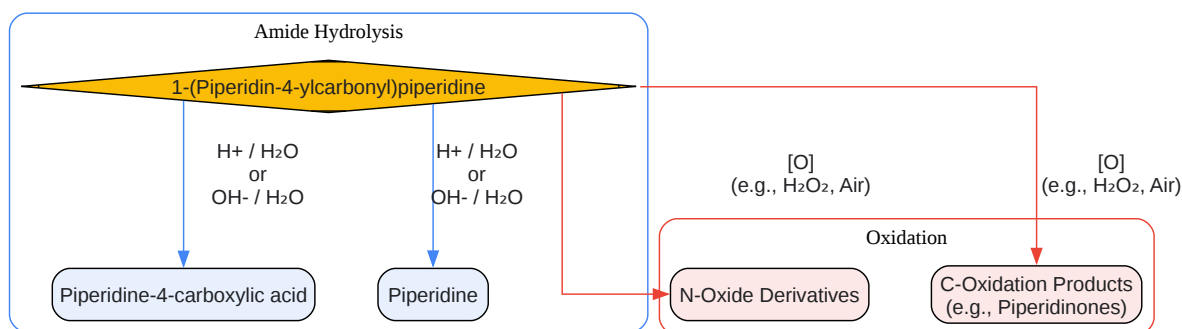 Amide Hydrolysis
1-(Piperidin-4-ylcarbonyl)piperidine
H+ / H₂O
or
OH- / H₂O
H+ / H₂O
or
OH- / H₂O
[O]
(e.g., H₂O₂, Air)
[O]
(e.g., H₂O₂, Air)
Oxidation
Piperidine-4-carboxylic acid
Piperidine
N-Oxide Derivatives
C-Oxidation Products
(e.g., Piperidinones)